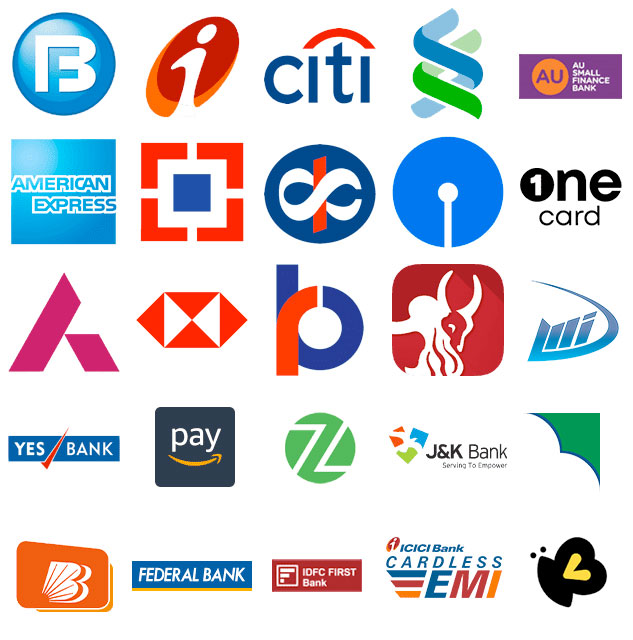 B
i
citi
AU
AU
SMALL
FINANCE
BANK
AMERICAN
EXPRESS
one
card
b
YES BANK
pay
Z
J&K Bank
Serving To Empower
B
FEDERAL BANK
IDFC FIRST
Bank
ICICI Bank
CARDLESS
EMI